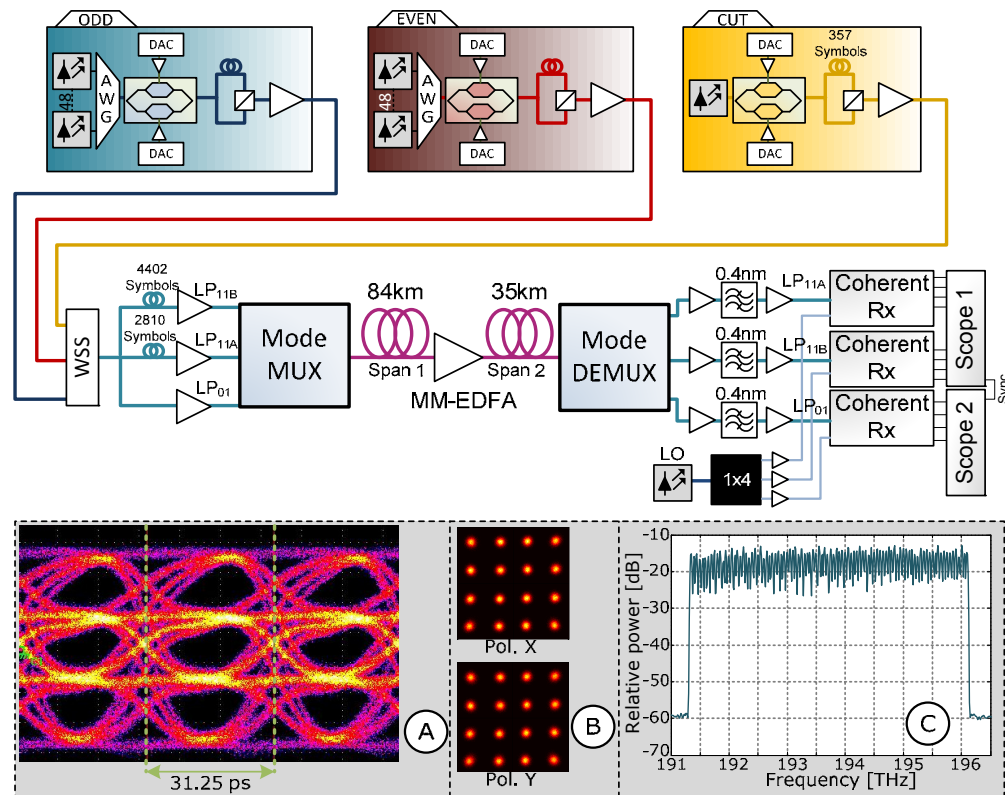 ODD
EVEN
CUT
DAC
DAC
DAC
357
Symbols
48
A
W
G
48
A
W
G
DAC
DAC
DAC
4402
Symbols
LP11B
2810
Symbols
LP11A
LP01
WSS
Mode
MUX
84km
Span 1
MM-EDFA
35km
Span 2
Mode
DEMUX
0.4nm
LP11A
0.4nm
LP11B
0.4nm
LP01
Coherent
Rx
Coherent
Rx
Coherent
Rx
Scope 1
Scope 2
Sync
LO
1x4
31.25 ps
A
Pol. X
Pol. Y
B
Relative power [dB]
-10
-20
-30
-40
-50
-60
-70
191
192
193
194
195
196
Frequency [THz]
C